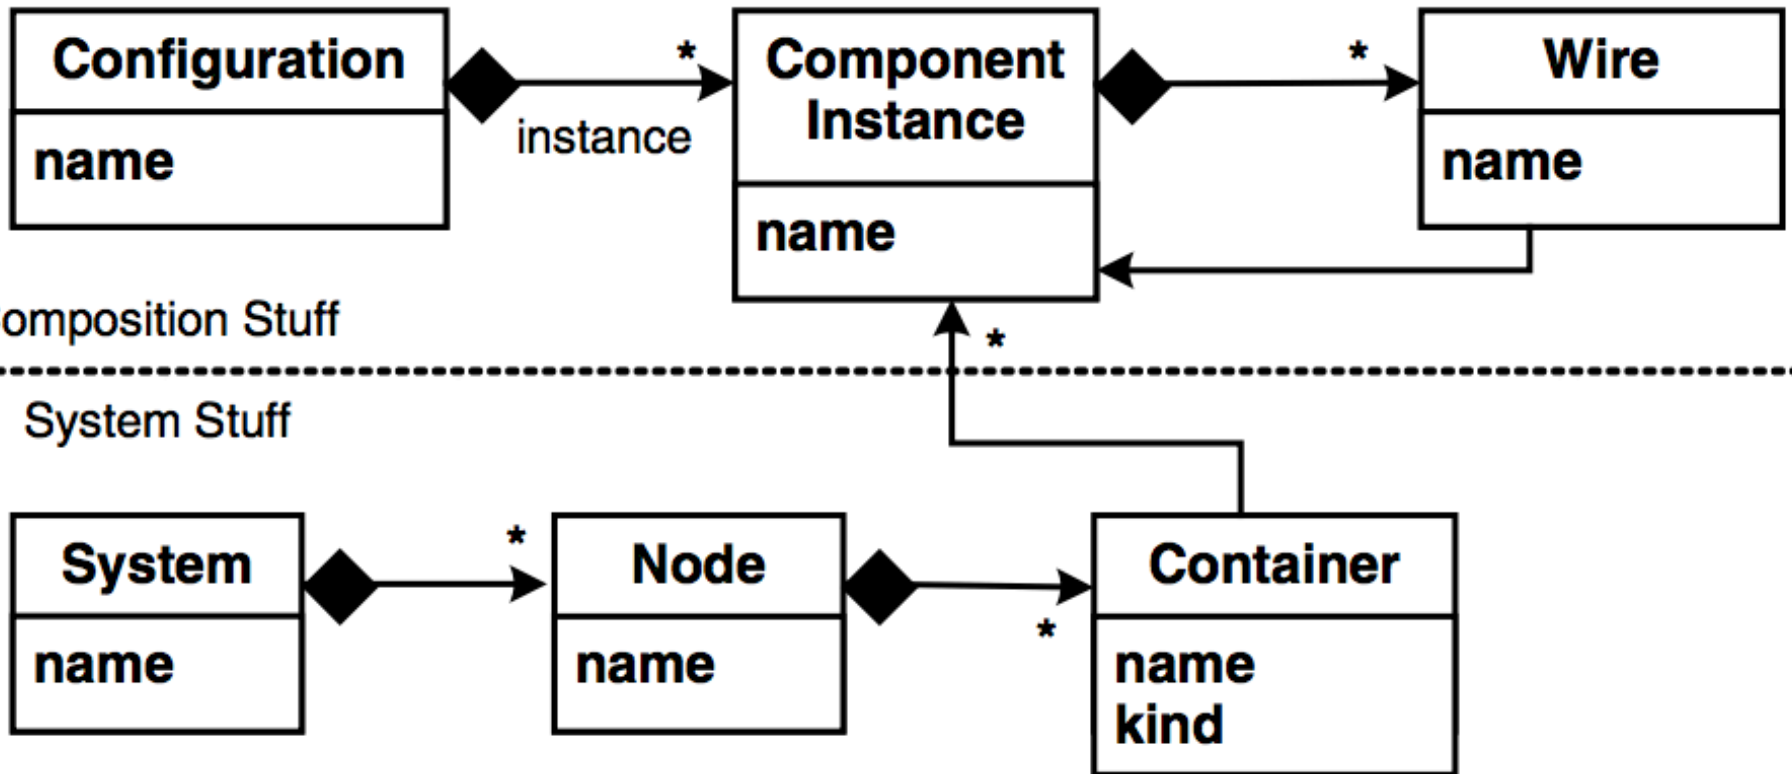 Configuration
name
*
instance
Component
Instance
name
*
Wire
name
omposition Stuff
*
System Stuff
System
name
*
Node
name
*
Container
name
kind